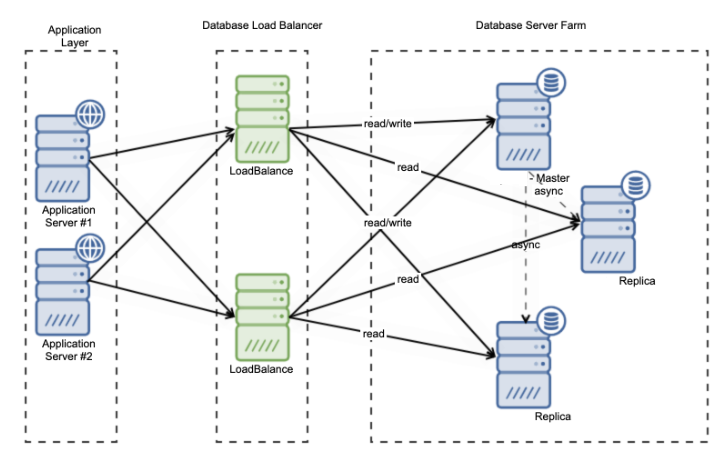 Application
Layer
Database Load Balancer
Database Server Farm
Application
Server #1
Application
Server #2
LoadBalance
LoadBalance
read/write
read
read/write
read
read
- Master
async
async
Replica
Replica